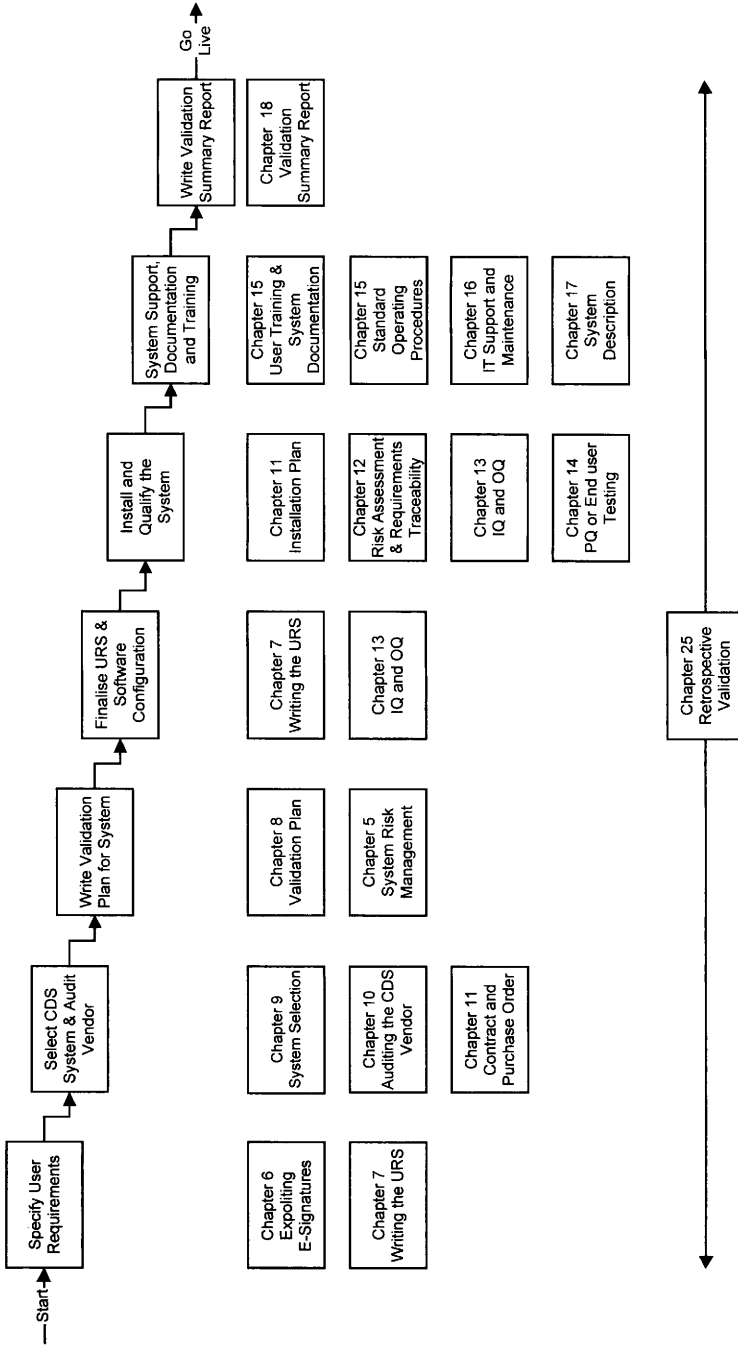 Start
Specify User
Requirements
Select CDS
System & Audit
Vendor
Write Validation
Plan for System
Finalise URS &
Software
Configuration
Install and
Qualify the
System
System Support,
Documentation
and Training
Write Validation
Summary Report
Go
Live
Chapter 6
Expoliting
E-Signatures
Chapter 7
Writing the URS
Chapter 9
System Selection
Chapter 10
Auditing the CDS
Vendor
Chapter 11
Contract and
Purchase Order
Chapter 8
Validation Plan
Chapter 5
System Risk
Management
Chapter 7
Writing the URS
Chapter 13
IQ and OQ
Chapter 11
Installation Plan
Chapter 12
Risk Assessment
& Requirements
Traceability
Chapter 13
IQ and OQ
Chapter 14
PQ or End user
Testing
Chapter 15
User Training &
System
Documentation
Chapter 15
Standard
Operating
Procedures
Chapter 16
IT Support and
Maintenance
Chapter 17
System
Description
Chapter 18
Validation
Summary Report
Chapter 25
Retrospective
Validation